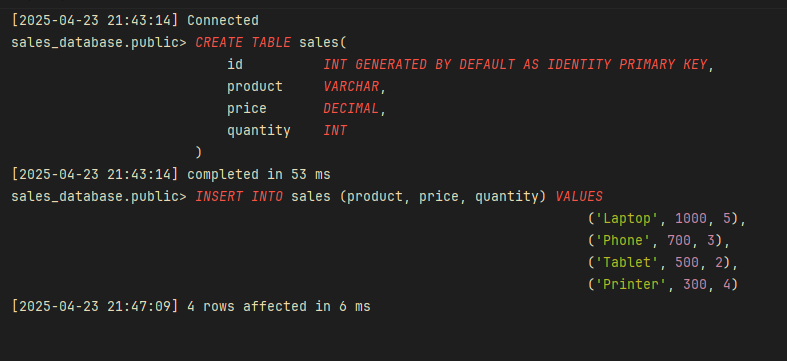 [2025-04-23 21:43:14] Connected
sales_database.public> CREATE TABLE sales(
id INT GENERATED BY DEFAULT AS IDENTITY PRIMARY KEY,
product VARCHAR,
price DECIMAL,
quantity INT
)
[2025-04-23 21:43:14] completed in 53 ms
sales_database.public> INSERT INTO sales (product, price, quantity) VALUES
('Laptop', 1000, 5),
('Phone', 700, 3),
('Tablet', 500, 2),
('Printer', 300, 4)
[2025-04-23 21:47:09] 4 rows affected in 6 ms